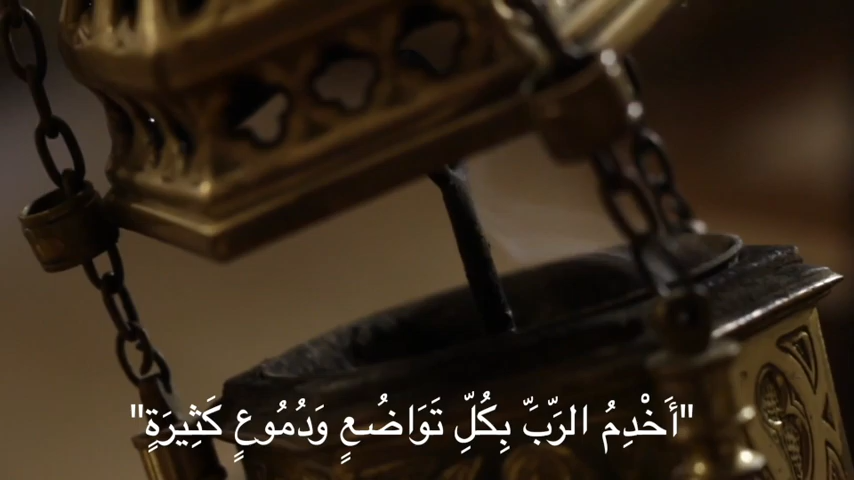 "أَخْدِمُ الرَّبِّ بِكُلِّ تَوَاضُعٍ وَدُمُوعٍ كَثِيرَةٍ"